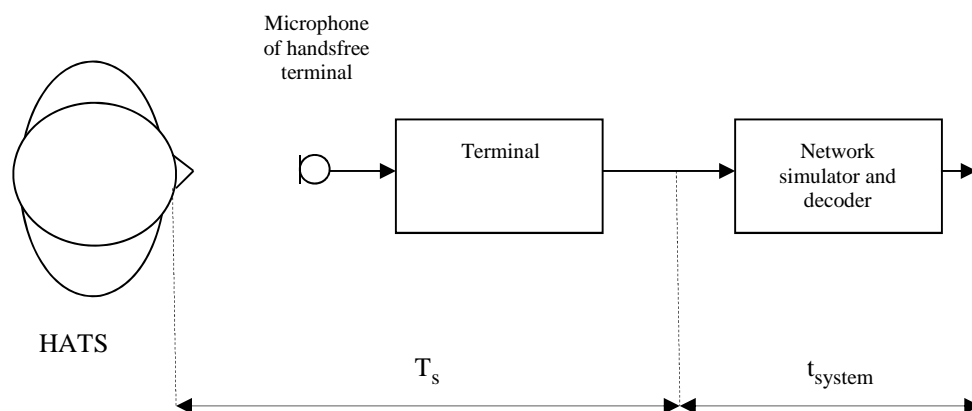 Microphone
of handsfree
terminal
Terminal
Network
simulator and
decoder
HATS
Ts
tsystem